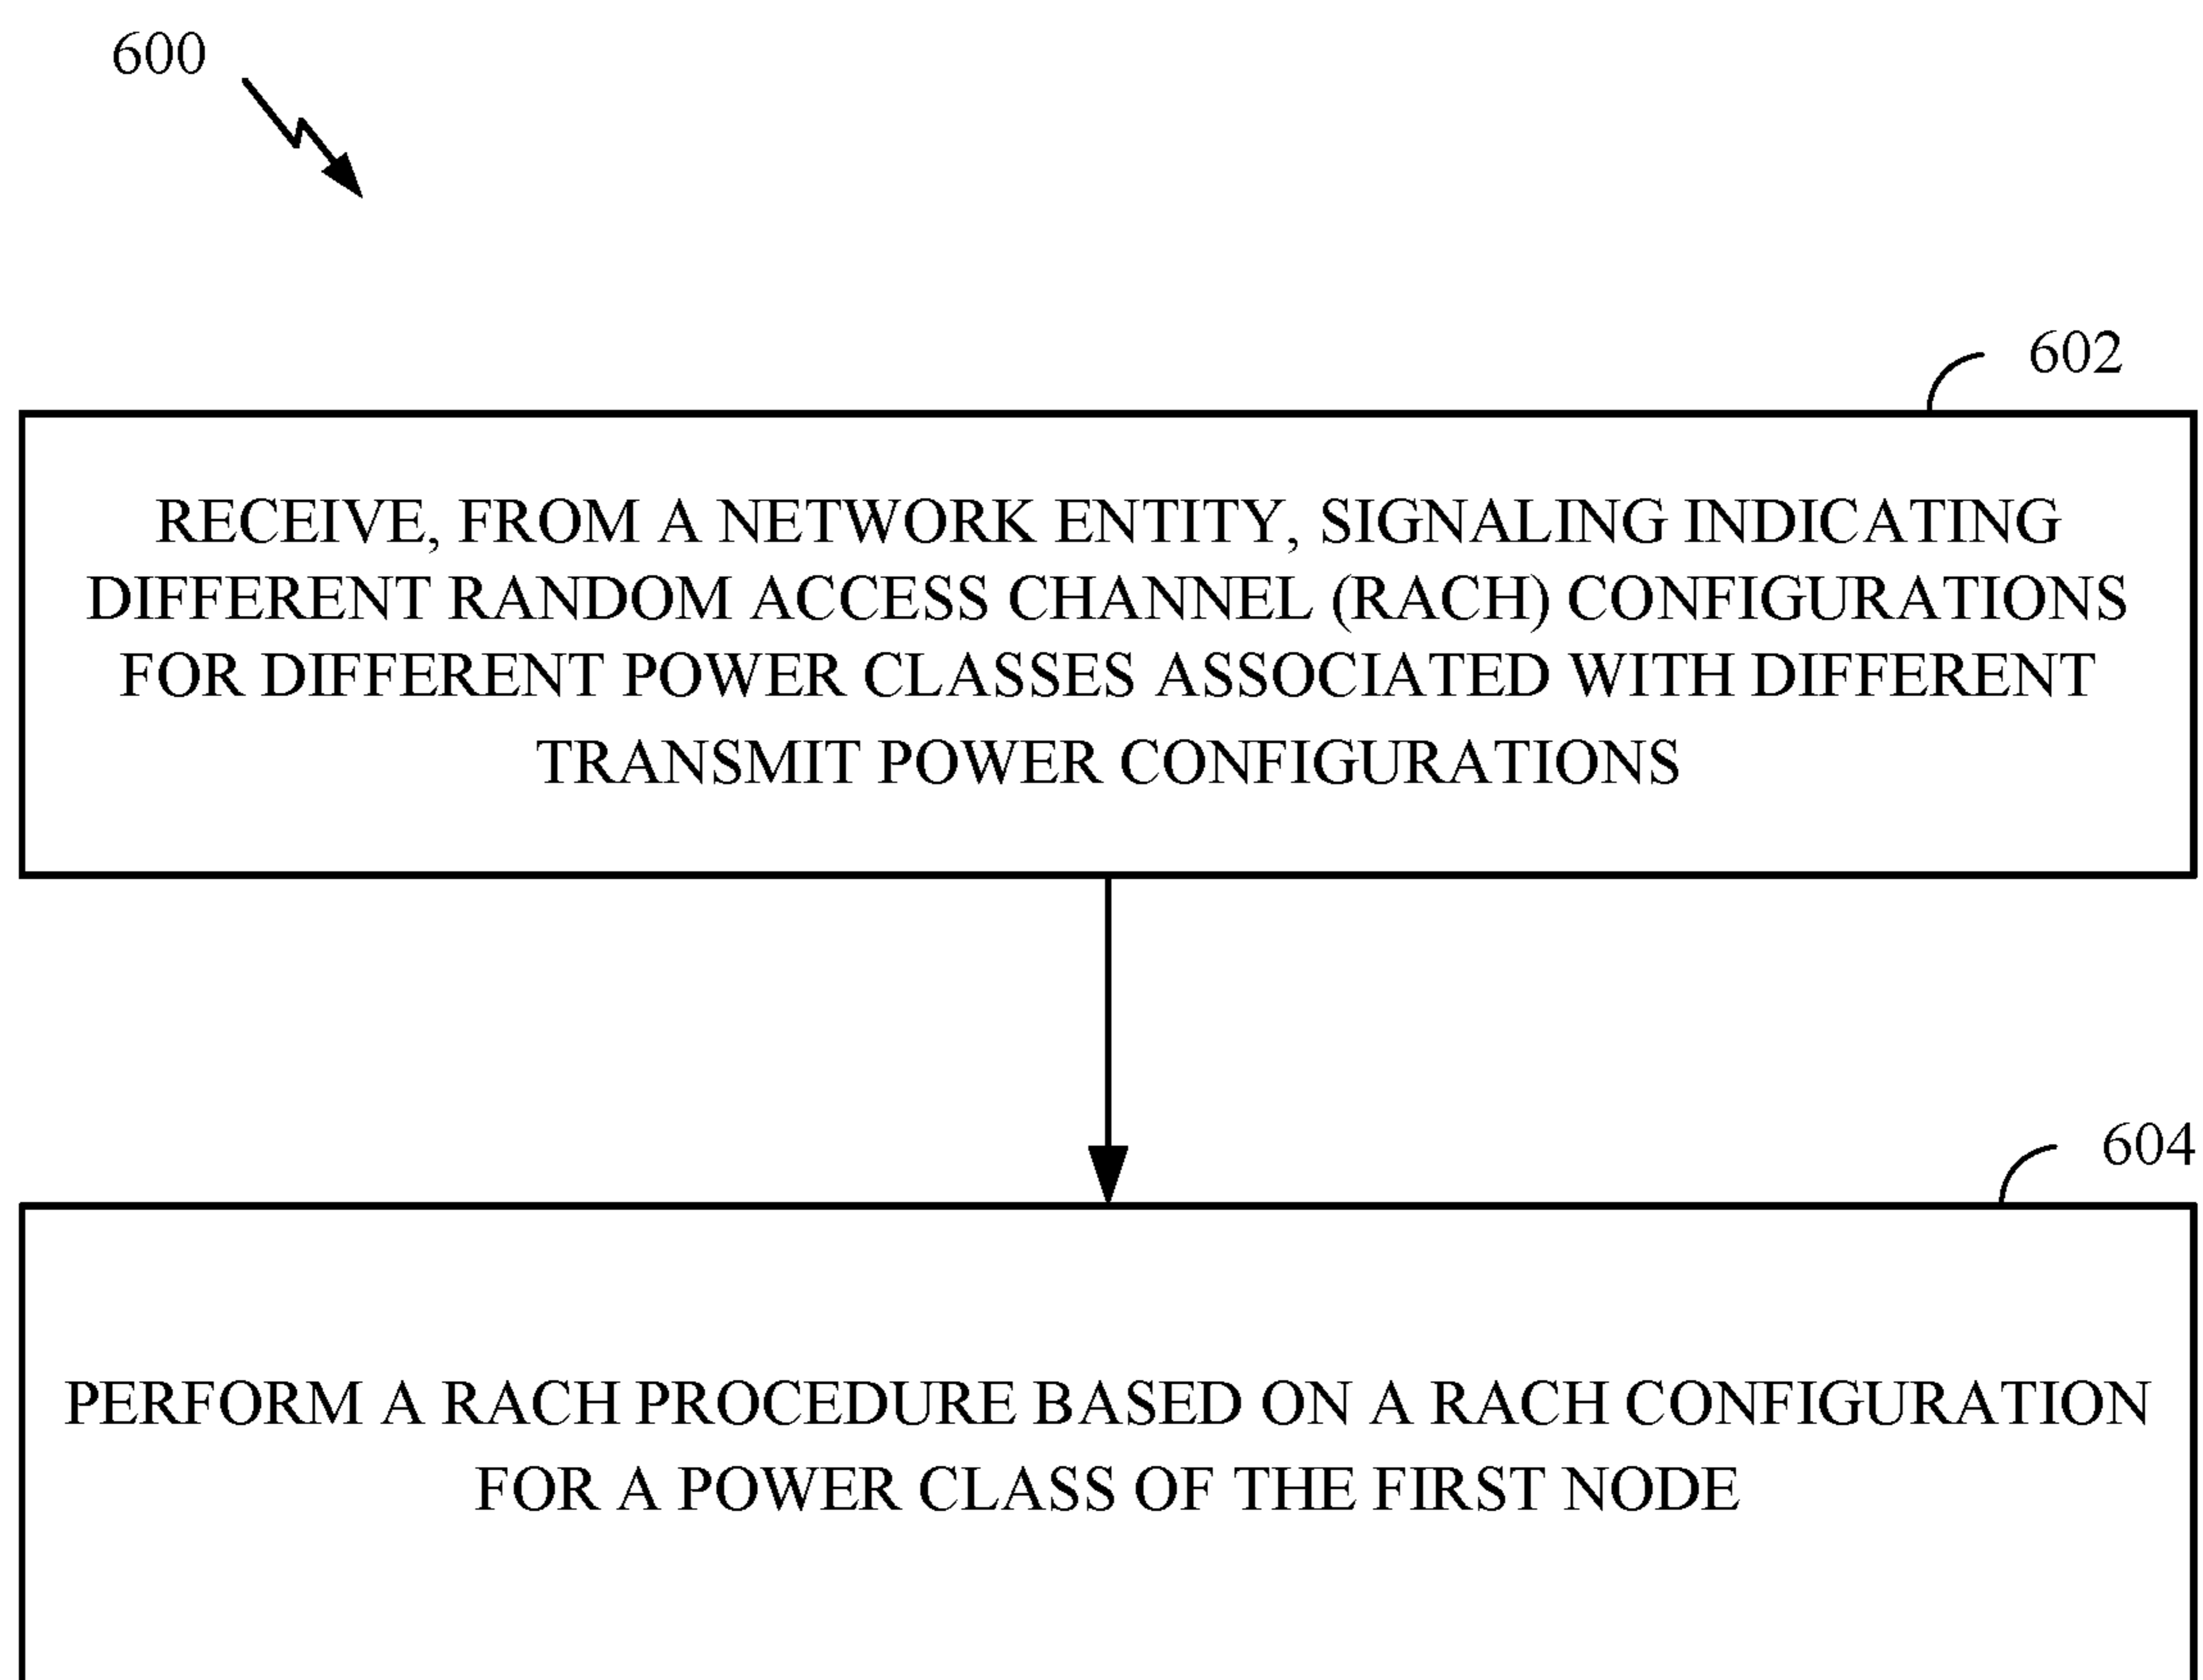 600
602
RECEIVE, FROM A NETWORK ENTITY, SIGNALING INDICATING
DIFFERENT RANDOM ACCESS CHANNEL (RACH) CONFIGURATIONS
FOR DIFFERENT POWER CLASSES ASSOCIATED WITH DIFFERENT
TRANSMIT POWER CONFIGURATIONS
604
PERFORM A RACH PROCEDURE BASED ON A RACH CONFIGURATION
FOR A POWER CLASS OF THE FIRST NODE